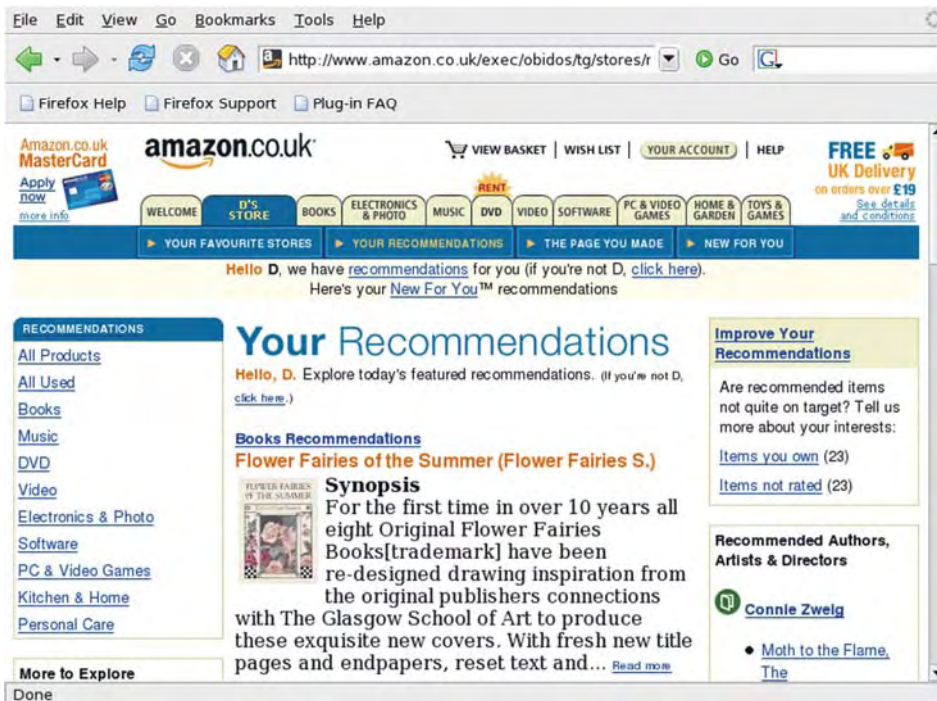 File Edit View Go Bookmarks Tools Help
http://www.amazon.co.uk/exec/obidos/tg/stores/r Go
Firefox Help Firefox Support Plug-in FAQ
Amazon.co.uk
MasterCard
Apply
now
more info
amazon.co.uk
VIEW BASKET | WISH LIST | YOUR ACCOUNT | HELP
FREE
UK Delivery
on orders over £19
See details
and conditions
RENT
WELCOME
D'S
STORE
BOOKS
ELECTRONICS
& PHOTO
MUSIC
DVD
VIDEO
SOFTWARE
PC & VIDEO
GAMES
HOME &
GARDEN
TOYS &
GAMES
YOUR FAVOURITE STORES YOUR RECOMMENDATIONS THE PAGE YOU MADE NEW FOR YOU
Hello D, we have recommendations for you (if you're not D, click here).
Here's your New For You™ recommendations
RECOMMENDATIONS
All Products
All Used
Books
Music
DVD
Video
Electronics & Photo
Software
PC & Video Games
Kitchen & Home
Personal Care
More to Explore
Your Recommendations
Hello, D. Explore today's featured recommendations. (If you're not D,
click here.)
Books Recommendations
Flower Fairies of the Summer (Flower Fairies S.)
FLOWER FAIRIES
OF THE SUMMER
Synopsis
For the first time in over 10 years all
eight Original Flower Fairies
Books[trademark] have been
re-designed drawing inspiration from
the original publishers connections
with The Glasgow School of Art to produce
these exquisite new covers. With fresh new title
pages and endpapers, reset text and... Read more
Improve Your
Recommendations
Are recommended items
not quite on target? Tell us
more about your interests:
Items you own (23)
Items not rated (23)
Recommended Authors,
Artists & Directors
Connie Zweig
Moth to the Flame,
The
Done